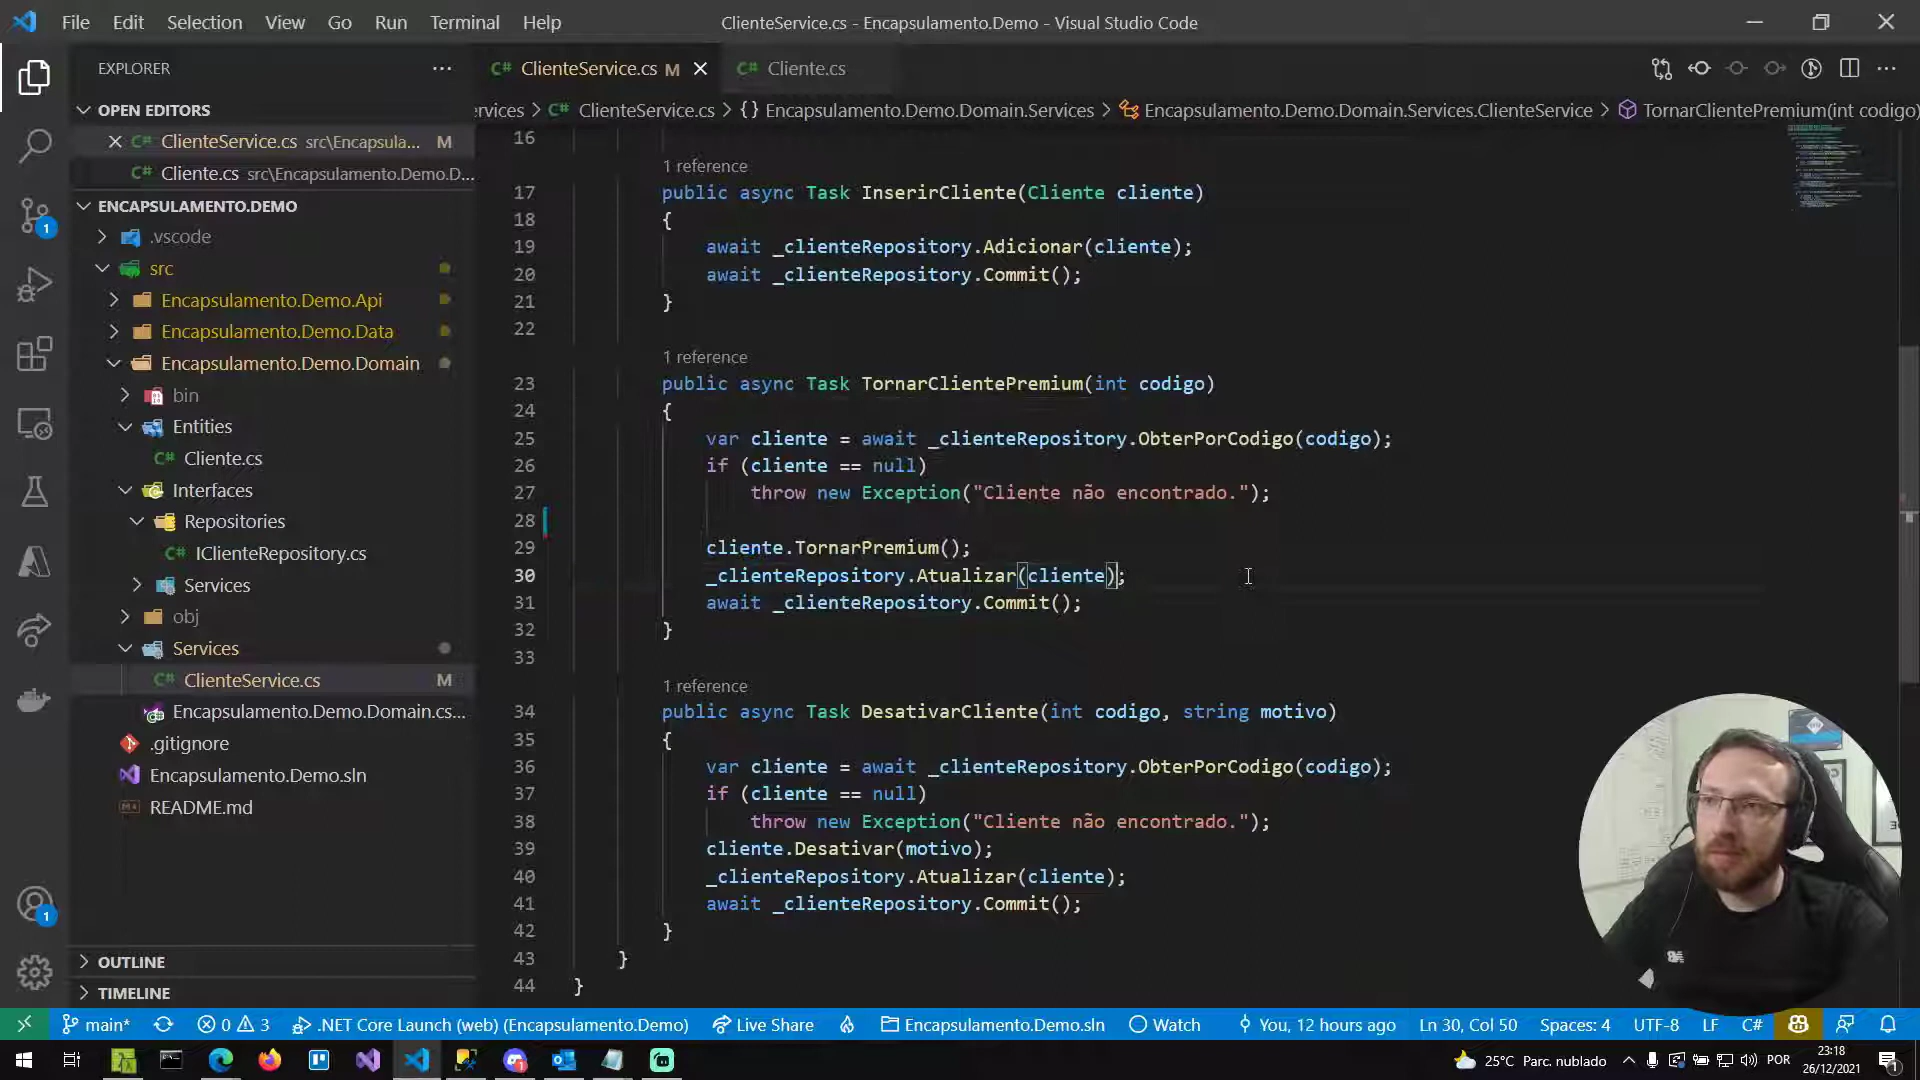 File Edit Selection View Go Run Terminal Help
ClienteService.cs - Encapsulamento.Demo - Visual Studio Code
EXPLORER
OPEN EDITORS
ClienteService.cs src\Encapsula... M
Cliente.cs src\Encapsulamento.Demo.D...
ENCAPSULAMENTO.DEMO
.vscode
src
Encapsulamento.Demo.Api
Encapsulamento.Demo.Data
Encapsulamento.Demo.Domain
bin
Entities
C# Cliente.cs
Interfaces
Repositories
C# IClienteRepository.cs
Services
obj
Services
C# ClienteService.cs M
Encapsulamento.Demo.Domain.cs...
.gitignore
Encapsulamento.Demo.sln
README.md
OUTLINE
TIMELINE
C# ClienteService.cs M
C# Cliente.cs
ervices > C# ClienteService.cs > {} Encapsulamento.Demo.Domain.Services > Encapsulamento.Demo.Domain.Services.ClienteService > TornarClientePremium(int codigo)
16
1 reference
17 public async Task InserirCliente(Cliente cliente)
18 {
19 await _clienteRepository.Adicionar(cliente);
20 await _clienteRepository.Commit();
21 }
22
1 reference
23 public async Task TornarClientePremium(int codigo)
24 {
25 var cliente = await _clienteRepository.ObterPorCodigo(codigo);
26 if (cliente == null)
27 throw new Exception("Cliente não encontrado.");
28
29 cliente.TornarPremium();
30 _clienteRepository.Atualizar(cliente);
31 await _clienteRepository.Commit();
32 }
33
1 reference
34 public async Task DesativarCliente(int codigo, string motivo)
35 {
36 var cliente = await _clienteRepository.ObterPorCodigo(codigo);
37 if (cliente == null)
38 throw new Exception("Cliente não encontrado.");
39 cliente.Desativar(motivo);
40 _clienteRepository.Atualizar(cliente);
41 await _clienteRepository.Commit();
42 }
43 }
44 }
1
1
main* 0 3 .NET Core Launch (web) (Encapsulamento.Demo) Live Share Encapsulamento.Demo.sln Watch You, 12 hours ago Ln 30, Col 50 Spaces: 4 UTF-8 LF C#
25°C Parc. nublado POR 23:18
26/12/2021